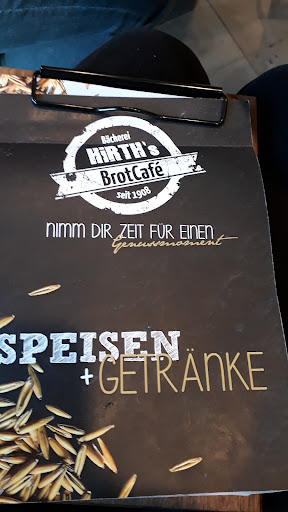 Bäckerei
HiRTH's
BrotCafé
seit 1908
NIMM DIR ZEIT FÜR EINEN
Genussmoment
SPEISEN
+ GETRÄNKE